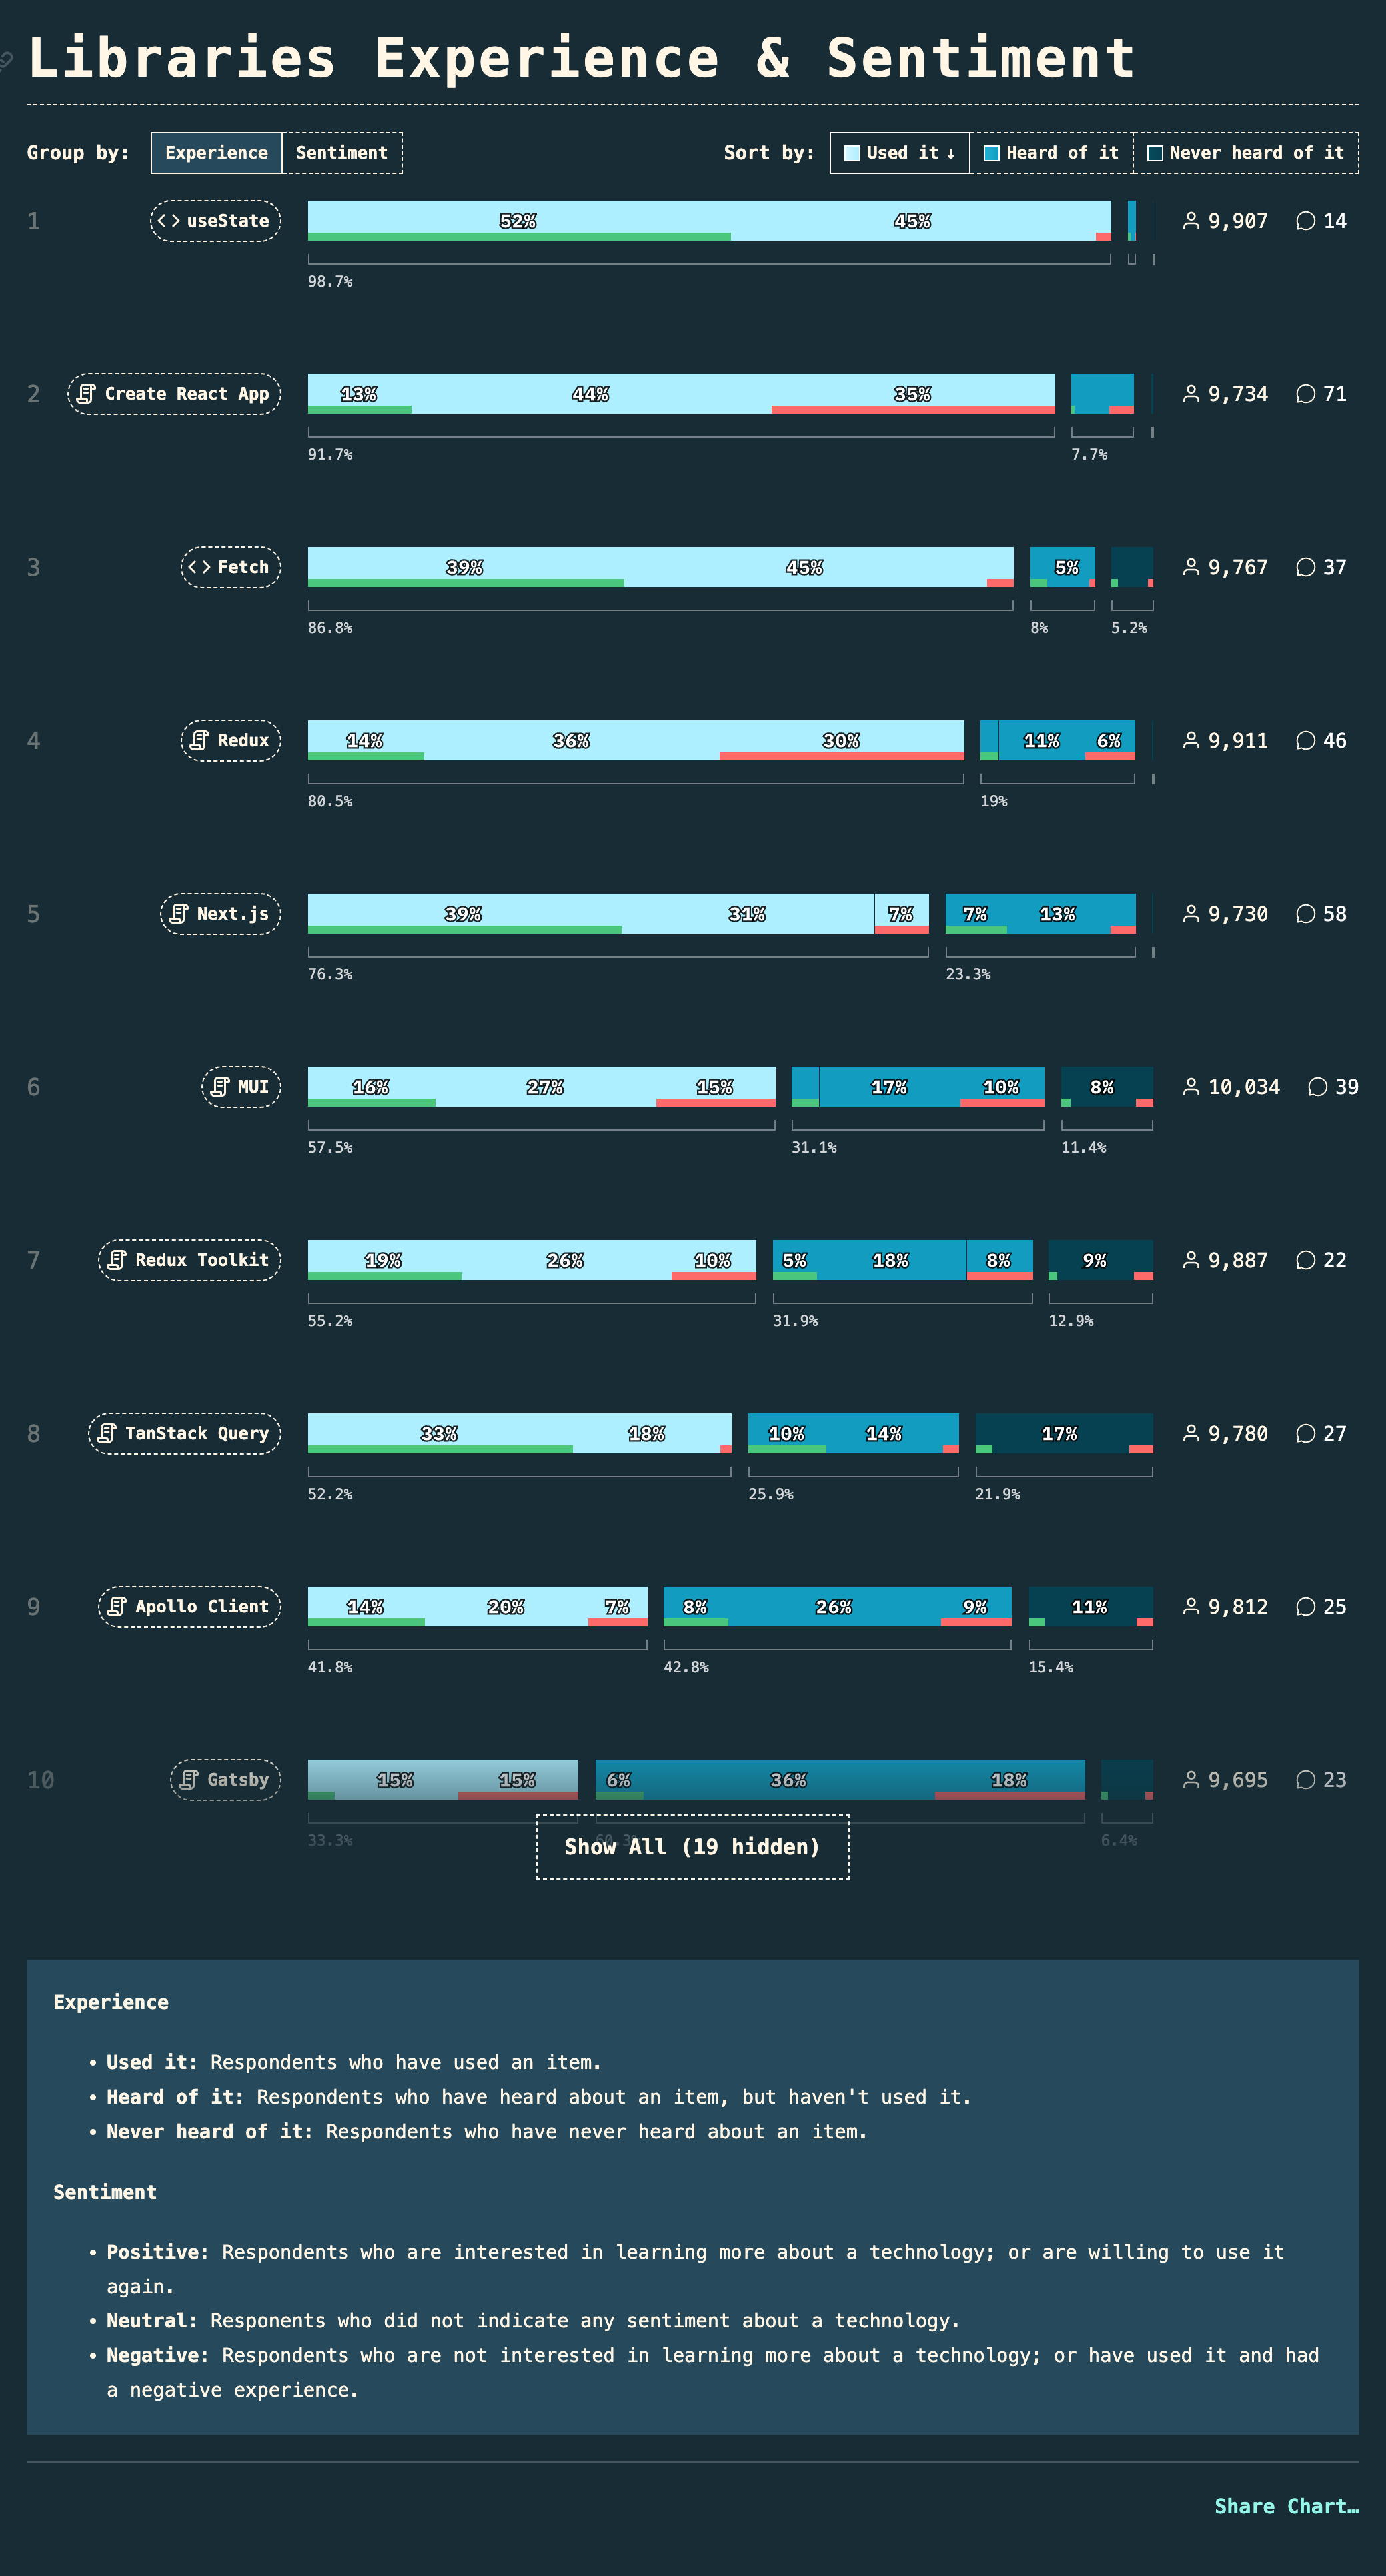 Libraries Experience & Sentiment
Group by: Experience Sentiment Sort by: Used it ↓ Heard of it Never heard of it
1 useState 52% 45% 9,907 14
98.7%
2 Create React App 13% 44% 35% 9,734 71
91.7% 7.7%
3 Fetch 39% 45% 5% 9,767 37
86.8% 8% 5.2%
4 Redux 14% 36% 30% 11% 6% 9,911 46
80.5% 19%
5 Next.js 39% 31% 7% 7% 13% 9,730 58
76.3% 23.3%
6 MUI 16% 27% 15% 17% 10% 8% 10,034 39
57.5% 31.1% 11.4%
7 Redux Toolkit 19% 26% 10% 5% 18% 8% 9% 9,887 22
55.2% 31.9% 12.9%
8 TanStack Query 33% 18% 10% 14% 17% 9,780 27
52.2% 25.9% 21.9%
9 Apollo Client 14% 20% 7% 8% 26% 9% 11% 9,812 25
41.8% 42.8% 15.4%
10 Gatsby 15% 15% 6% 36% 18% 9,695 23
33.3% 60.3% 6.4%
Show All (19 hidden)
Experience
• Used it: Respondents who have used an item.
• Heard of it: Respondents who have heard about an item, but haven't used it.
• Never heard of it: Respondents who have never heard about an item.
Sentiment
• Positive: Respondents who are interested in learning more about a technology; or are willing to use it
again.
• Neutral: Responents who did not indicate any sentiment about a technology.
• Negative: Respondents who are not interested in learning more about a technology; or have used it and had
a negative experience.
Share Chart…